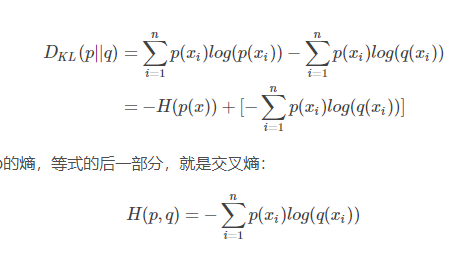 D_{KL}(p||q) = \sum_{i=1}^{n} p(x_i)log(p(x_i)) - \sum_{i=1}^{n} p(x_i)log(q(x_i))
= -H(p(x)) + [-\sum_{i=1}^{n} p(x_i)log(q(x_i))]
的熵，等式的后一部分，就是交叉熵：
H(p, q) = -\sum_{i=1}^{n} p(x_i)log(q(x_i))